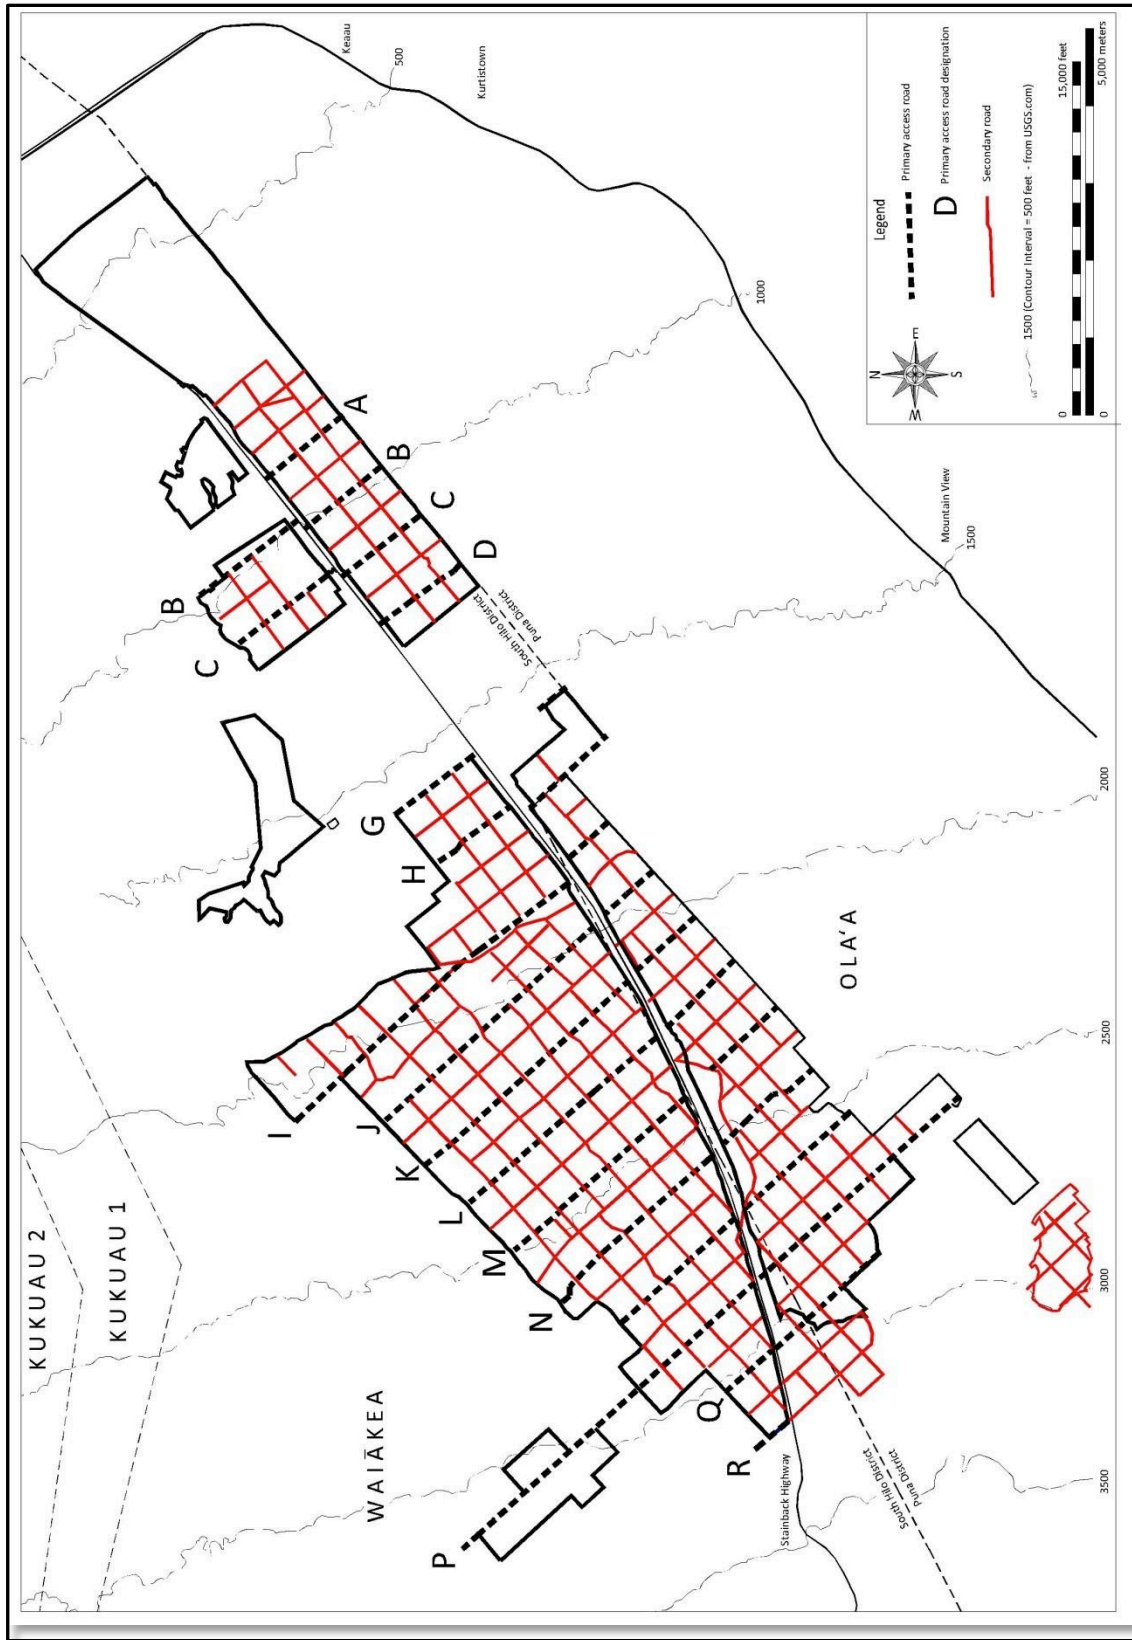 Keaau
500
Kurtistown
1000
Mountain View
1500
2000
2500
3000
3500
A
B
C
D
B
C
D
G
H
I
J
K
L
M
N
P
Q
R
South Hilo District
Puna District
South Hilo District
Puna District
Stainback Highway
KUKUAU 2
KUKUAU 1
WAIĀKEA
OLAʻA
Legend
Primary access road
D
Primary access road designation
Secondary road
1500 (Contour Interval = 500 feet - from USGS.com)
N
E
S
W
0
15,000 feet
0
5,000 meters